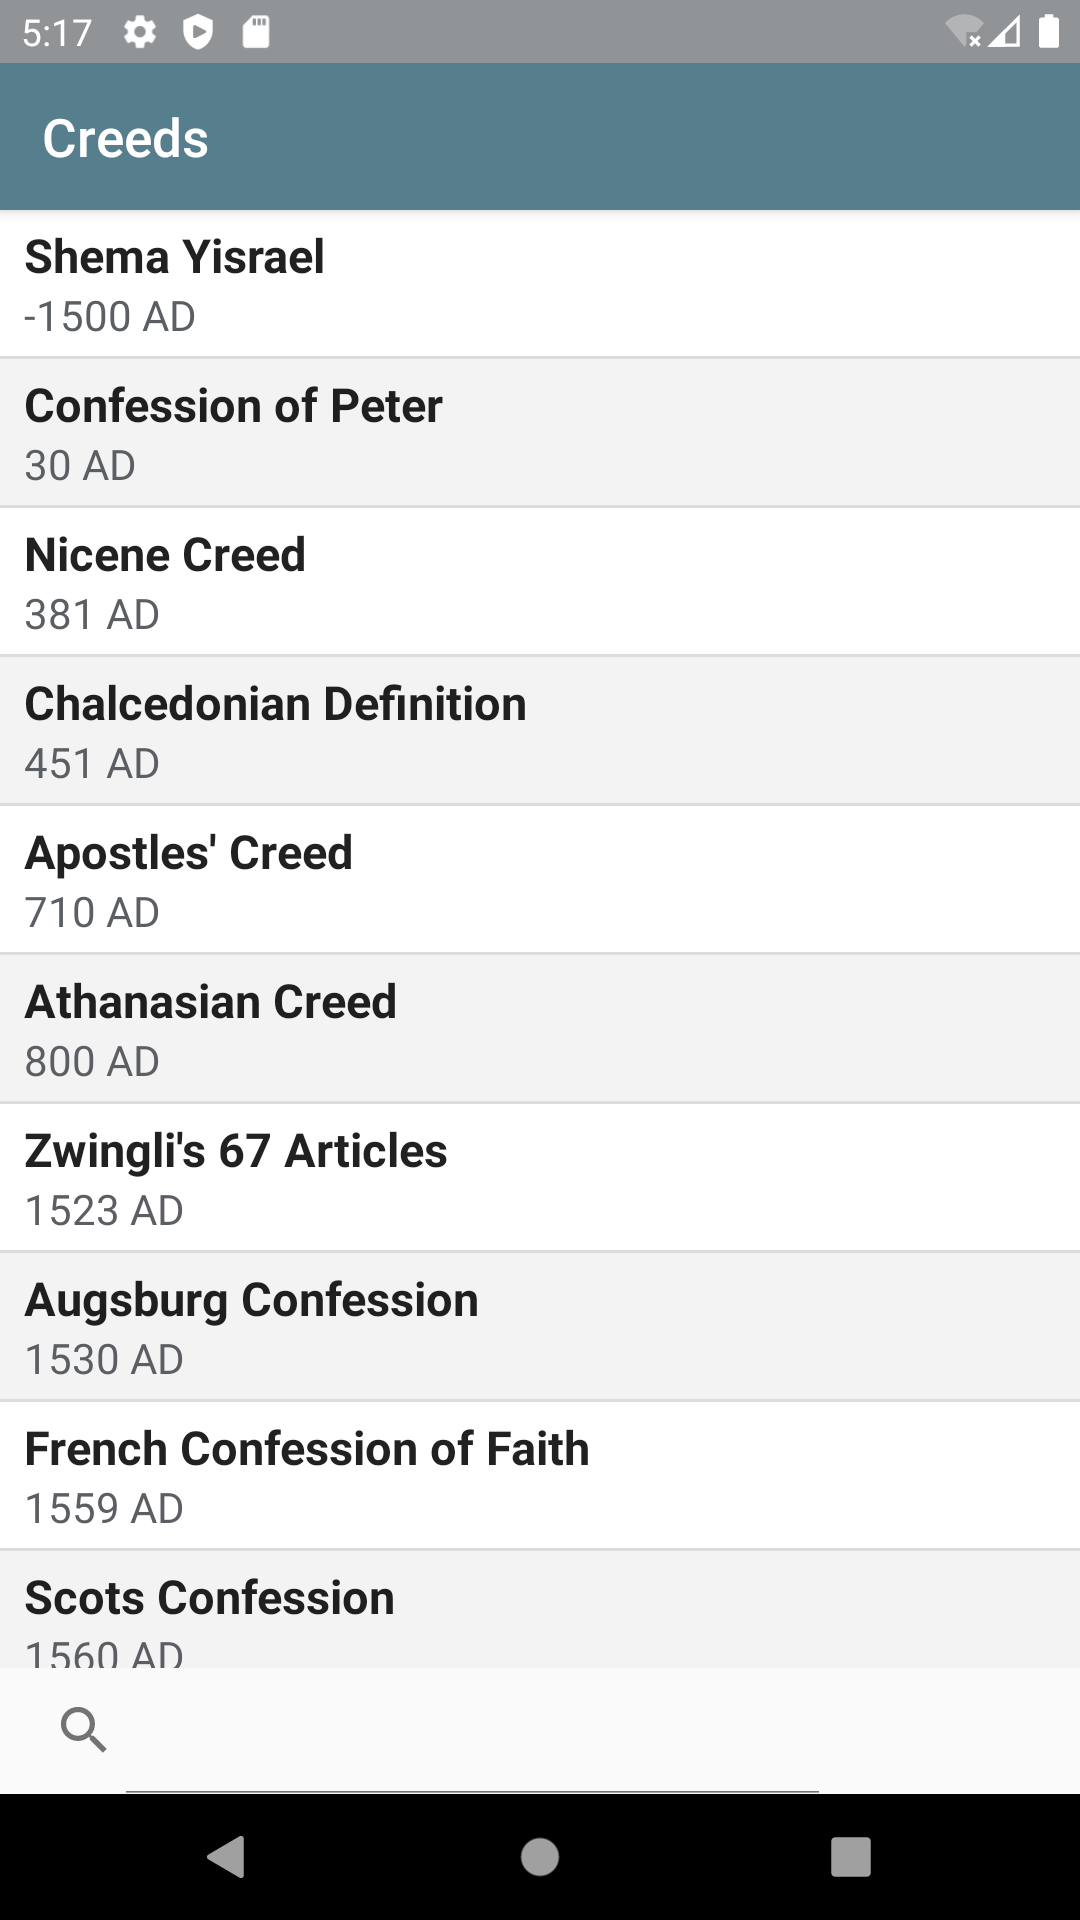 5:17
Creeds
Shema Yisrael
-1500 AD
Confession of Peter
30 AD
Nicene Creed
381 AD
Chalcedonian Definition
451 AD
Apostles' Creed
710 AD
Athanasian Creed
800 AD
Zwingli's 67 Articles
1523 AD
Augsburg Confession
1530 AD
French Confession of Faith
1559 AD
Scots Confession
1560 AD